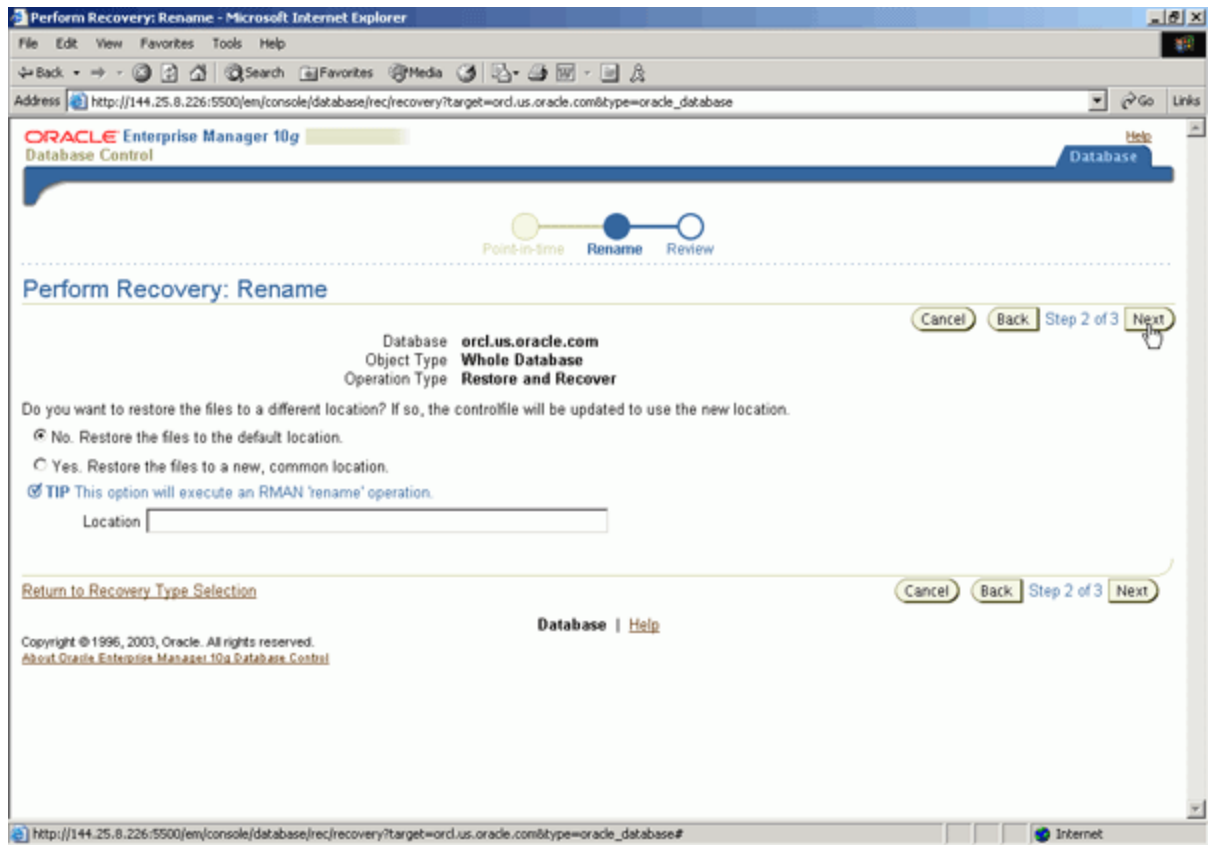 Perform Recovery: Rename - Microsoft Internet Explorer
File Edit View Favorites Tools Help
Back Search Favorites Media
Address http://144.25.8.226:5500/em/console/database/rec/recovery?target=orcl.us.oracle.com&type=oracle_database Go Links
ORACLE Enterprise Manager 10g Help
Database Control Database
Point-in-time Rename Review
Perform Recovery: Rename
Cancel Back Step 2 of 3 Next
Database orcl.us.oracle.com
Object Type Whole Database
Operation Type Restore and Recover
Do you want to restore the files to a different location? If so, the controlfile will be updated to use the new location.
No. Restore the files to the default location.
Yes. Restore the files to a new, common location.
TIP This option will execute an RMAN 'rename' operation.
Location
Return to Recovery Type Selection Cancel Back Step 2 of 3 Next
Database | Help
Copyright © 1996, 2003, Oracle. All rights reserved.
About Oracle Enterprise Manager 10g Database Control
http://144.25.8.226:5500/em/console/database/rec/recovery?target=orcl.us.oracle.com&type=oracle_database# Internet